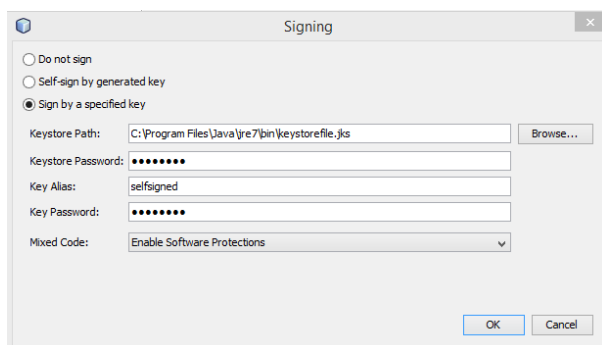 Signing
Do not sign
Self-sign by generated key
Sign by a specified key
Keystore Path: C:\Program Files\Java\jre7\bin\keystorefile.jks Browse...
Keystore Password: ••••••••
Key Alias: selfsigned
Key Password: ••••••••
Mixed Code: Enable Software Protections
OK Cancel